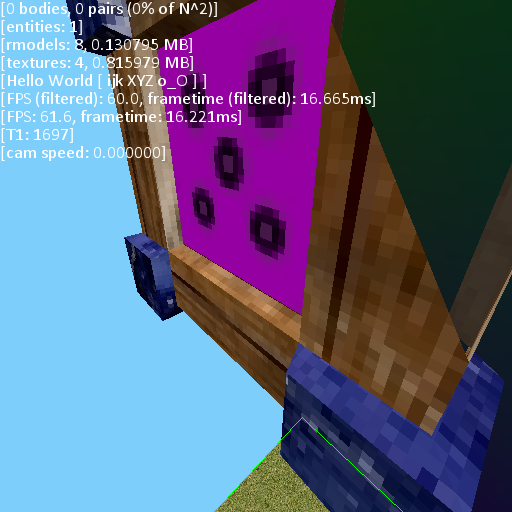 [0 bodies, 0 pairs (0% of N^2)]
[entities: 1]
[rmodels: 8, 0.130795 MB]
[textures: 4, 0.815979 MB]
[Hello World [ ijk XYZ o_O ] ]
[FPS (filtered): 60.0, frametime (filtered): 16.665ms]
[FPS: 61.6, frametime: 16.221ms]
[T1: 1697]
[cam speed: 0.000000]